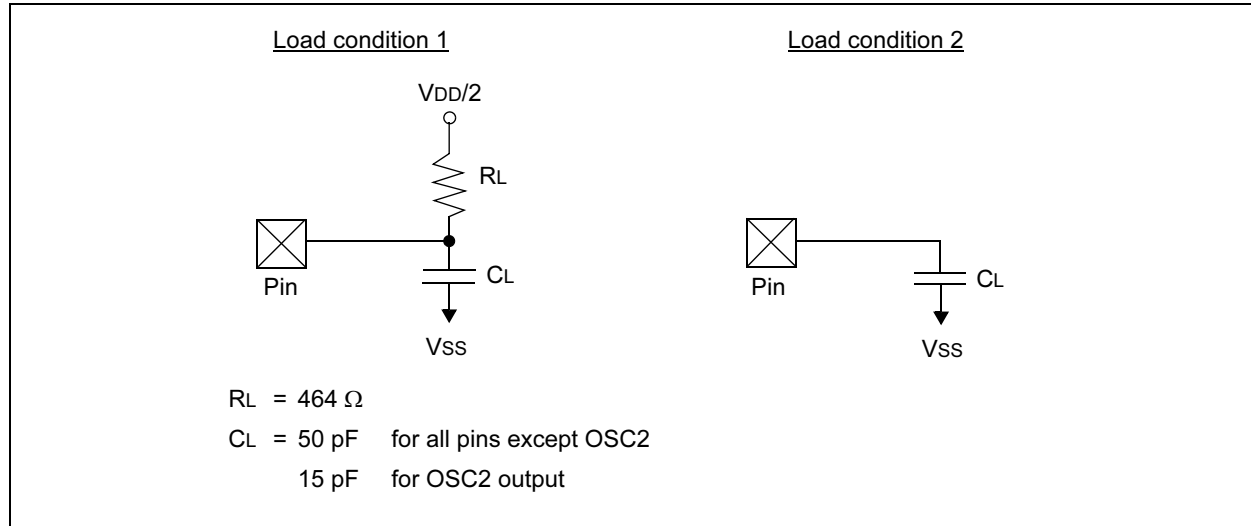 Load condition 1
VDD/2
RL
Pin
CL
VSS
Load condition 2
Pin
CL
VSS
RL = 464 Ω
CL = 50 pF for all pins except OSC2
15 pF for OSC2 output